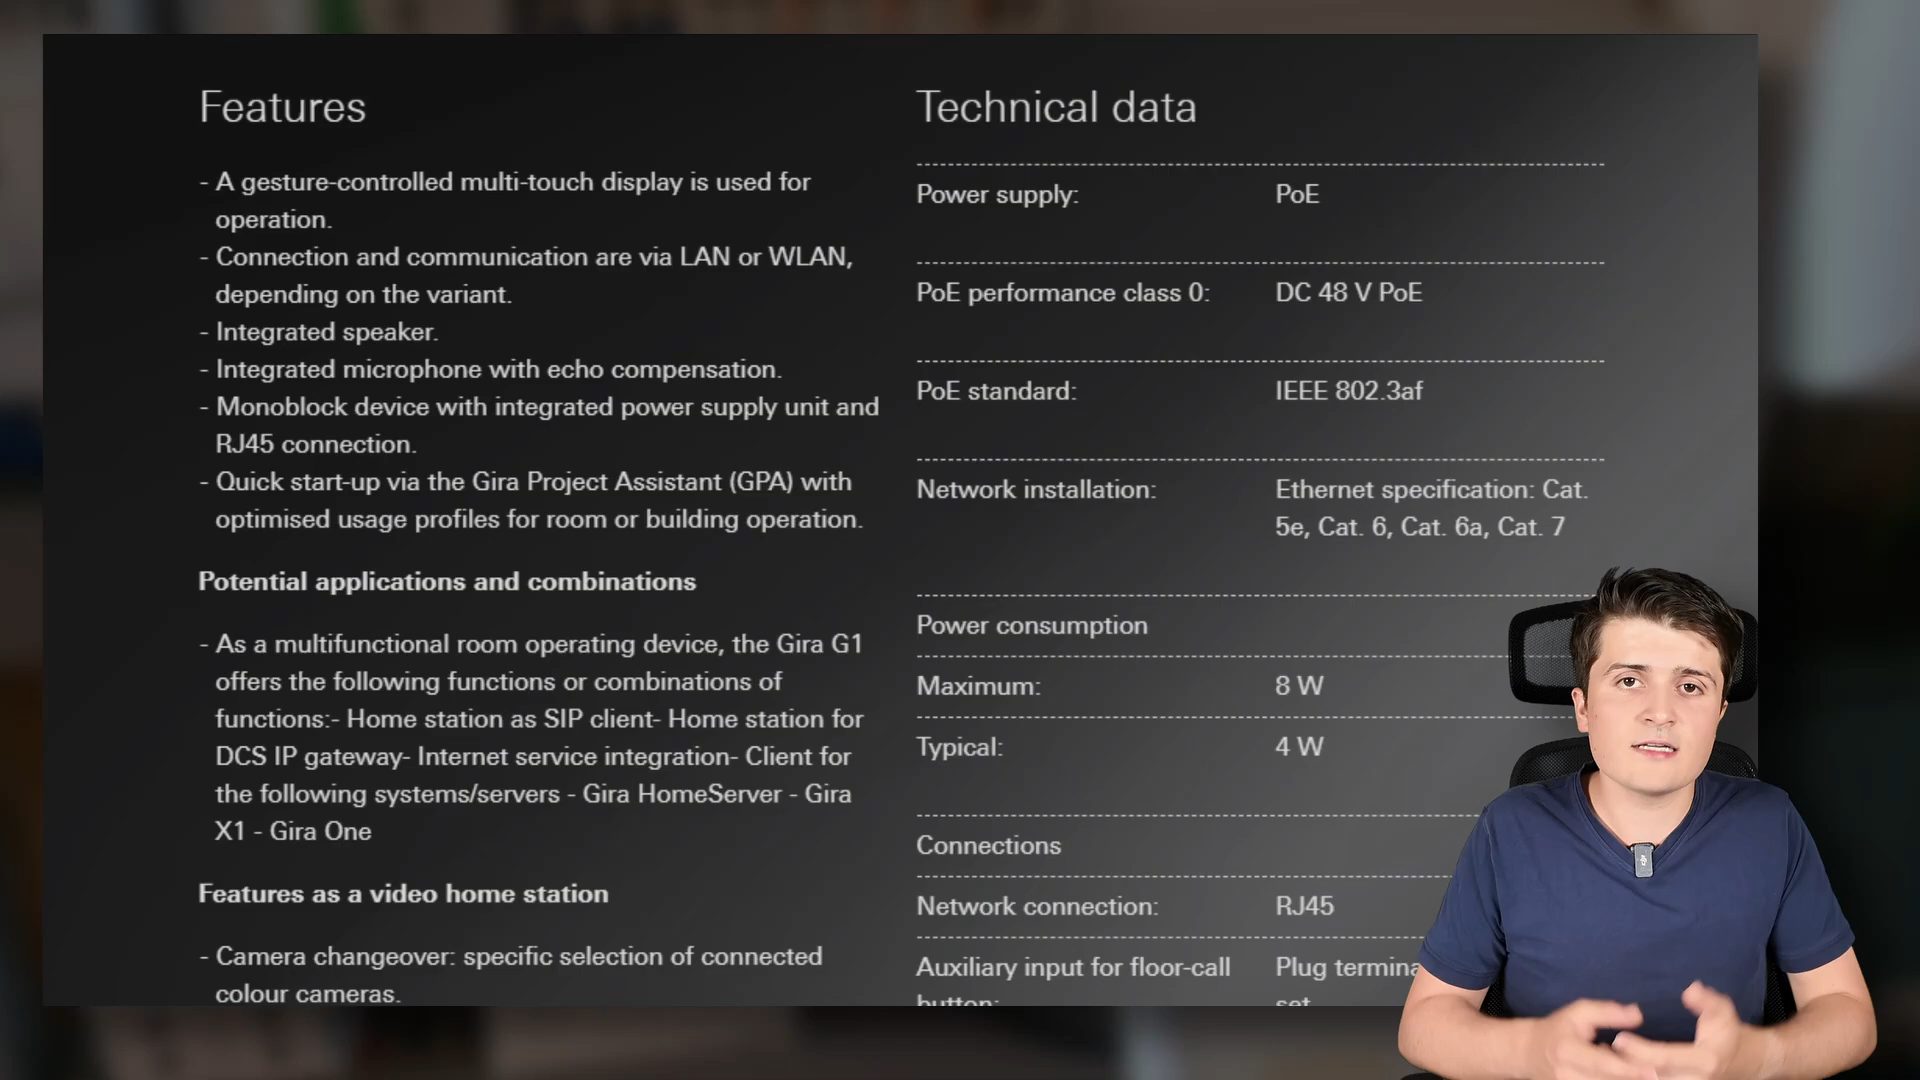 Features
- A gesture-controlled multi-touch display is used for
operation.
- Connection and communication are via LAN or WLAN,
depending on the variant.
- Integrated speaker.
- Integrated microphone with echo compensation.
- Monoblock device with integrated power supply unit and
RJ45 connection.
- Quick start-up via the Gira Project Assistant (GPA) with
optimised usage profiles for room or building operation.
Potential applications and combinations
- As a multifunctional room operating device, the Gira G1
offers the following functions or combinations of
functions:- Home station as SIP client- Home station for
DCS IP gateway- Internet service integration- Client for
the following systems/servers - Gira HomeServer - Gira
X1 - Gira One
Features as a video home station
- Camera changeover: specific selection of connected
colour cameras.
Technical data
Power supply: PoE
PoE performance class 0: DC 48 V PoE
PoE standard: IEEE 802.3af
Network installation: Ethernet specification: Cat.
5e, Cat. 6, Cat. 6a, Cat. 7
Power consumption
Maximum: 8 W
Typical: 4 W
Connections
Network connection: RJ45
Auxiliary input for floor-call Plug termina
button: set